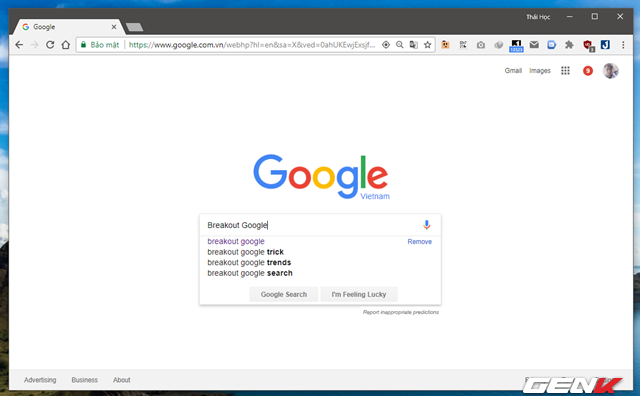 Thái Học
Google
Bảo mật
https://www.google.com.vn/webhp?hl=en&sa=X&ved=0ahUKEwjExsjf...
Gmail
Images
9
Google
Vietnam
Breakout Google
breakout google
Remove
breakout google trick
breakout google trends
breakout google search
Google Search
I'm Feeling Lucky
Report inappropriate predictions
Advertising
Business
About
GENK